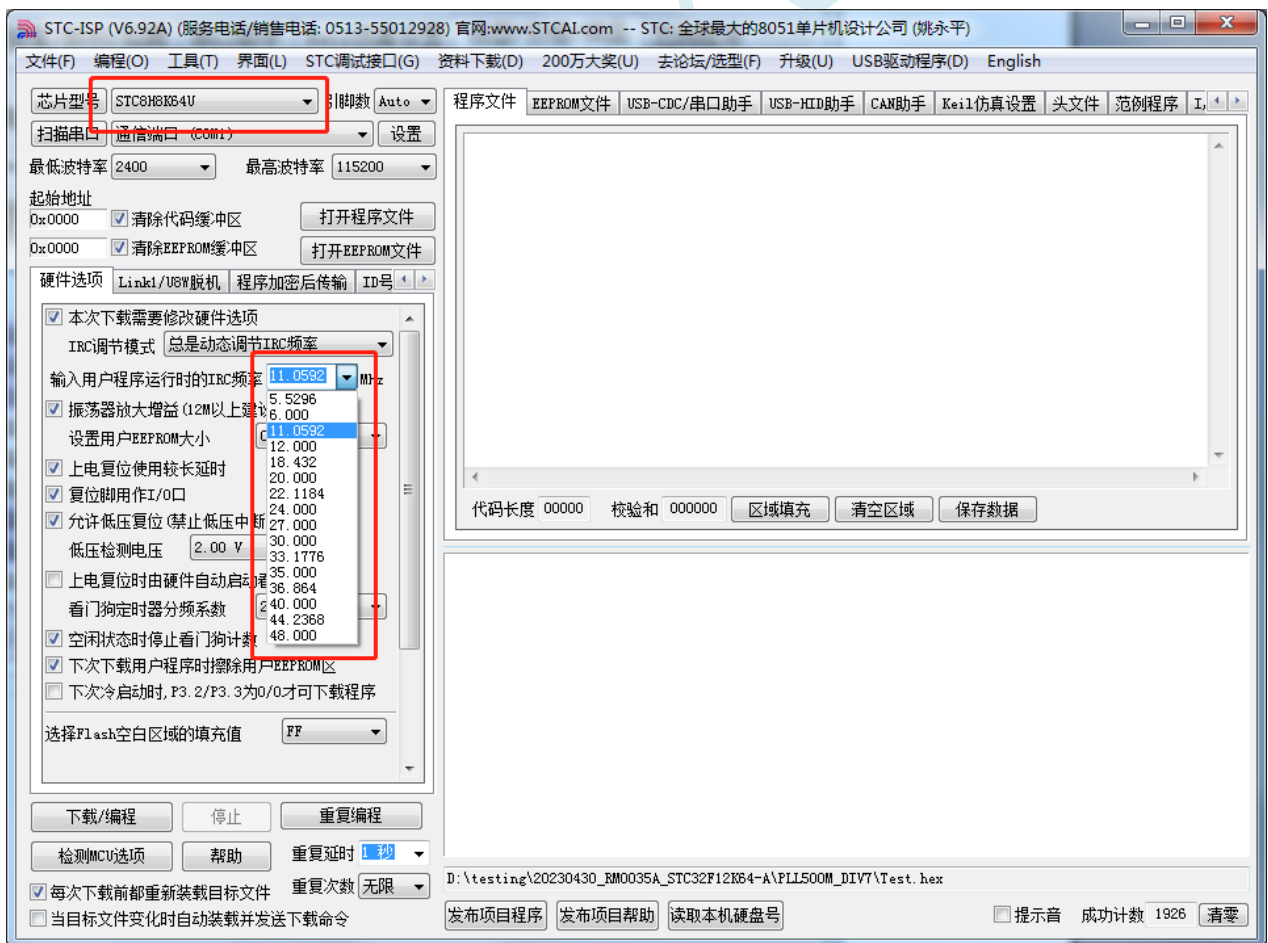 STC-ISP (V6.92A) (服务电话/销售电话: 0513-55012928) 官网:www.STCAI.com -- STC: 全球最大的8051单片机设计公司 (姚永平)
文件(F) 编程(O) 工具(T) 界面(L) STC调试接口(G) 资料下载(D) 200万大奖(U) 去论坛/选型(F) 升级(U) USB驱动程序(D) English
芯片型号 STC8H8K64U 引脚数 Auto
扫描串口 通信端口 (COM1) 设置
最低波特率 2400 最高波特率 115200
起始地址
0x0000 清除代码缓冲区 打开程序文件
0x0000 清除EEPROM缓冲区 打开EEPROM文件
硬件选项 Link1/U8W脱机 程序加密后传输 ID号
本次下载需要修改硬件选项
IRC调节模式 总是动态调节IRC频率
输入用户程序运行时的IRC频率 11.0592 MHz
振荡器放大增益(12M以上建议
设置用户EEPROM大小
上电复位使用较长延时
复位脚用作I/O口
允许低压复位(禁止低压中断
低压检测电压 2.00 V
上电复位时由硬件自动启动看
看门狗定时器分频系数 2
空闲状态时停止看门狗计数
下次下载用户程序时擦除用户EEPROM区
下次冷启动时,P3.2/P3.3为0/0才可下载程序
选择Flash空白区域的填充值 FF
5.5296
6.000
11.0592
12.000
18.432
20.000
22.1184
24.000
27.000
30.000
33.1776
35.000
36.864
40.000
44.2368
48.000
下载/编程 停止 重复编程
检测MCU选项 帮助 重复延时 1 秒
每次下载前都重新装载目标文件 重复次数 无限
当目标文件变化时自动装载并发送下载命令
程序文件 EEPROM文件 USB-CDC/串口助手 USB-HID助手 CAN助手 Keil仿真设置 头文件 范例程序 I,
代码长度 00000 校验和 000000 区域填充 清空区域 保存数据
D:\testing\20230430_RM0035A_STC32F12K64-A\PLL500M_DIV7\Test.hex
发布项目程序 发布项目帮助 读取本机硬盘号 提示音 成功计数 1926 清零